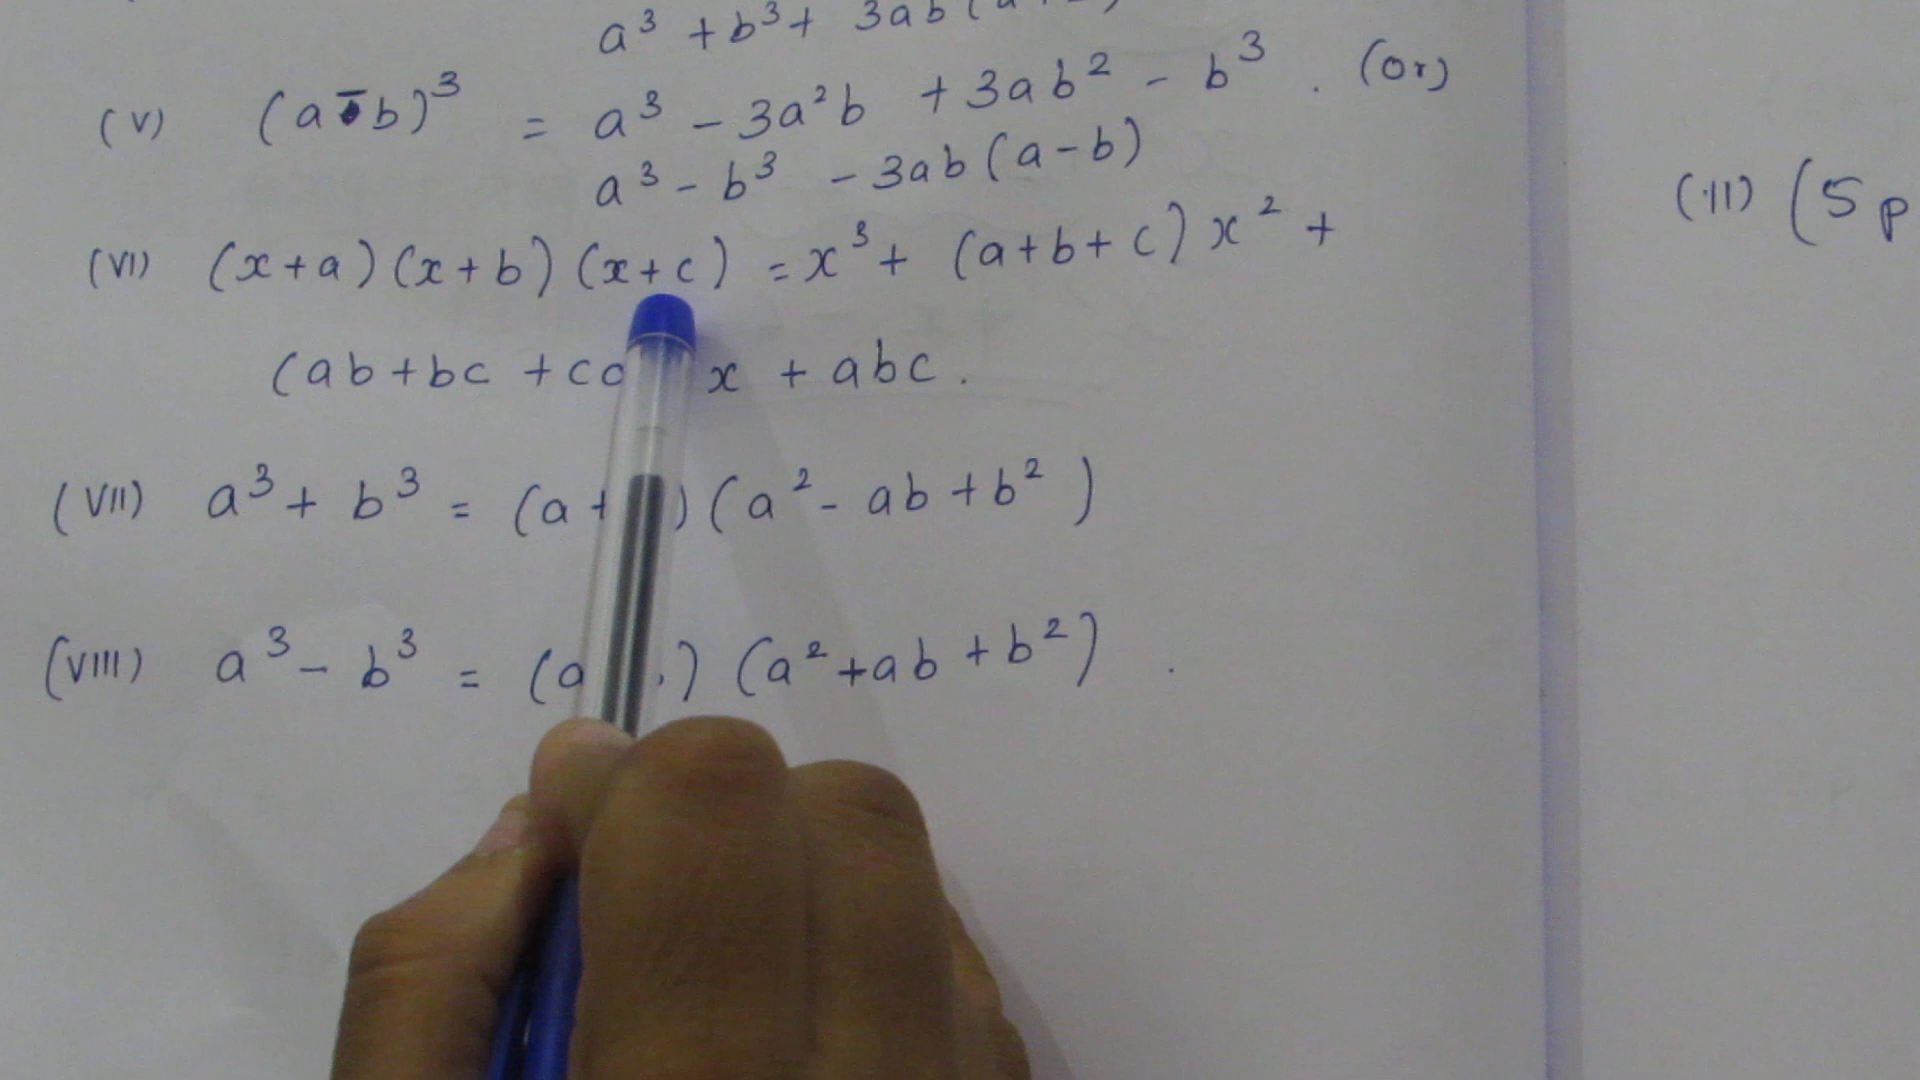 a³ + b³ + 3ab(
(V) (a-b)³ = a³ - 3a²b + 3ab² - b³. (Or)
a³ - b³ - 3ab(a-b)
(VI) (x+a)(x+b)(x+c) = x³ + (a+b+c)x² +
(ab+bc+c x + abc.
(VII) a³ + b³ = (a+ )(a² - ab + b²)
(VIII) a³ - b³ = (a )(a² + ab + b²).
(II) (5p